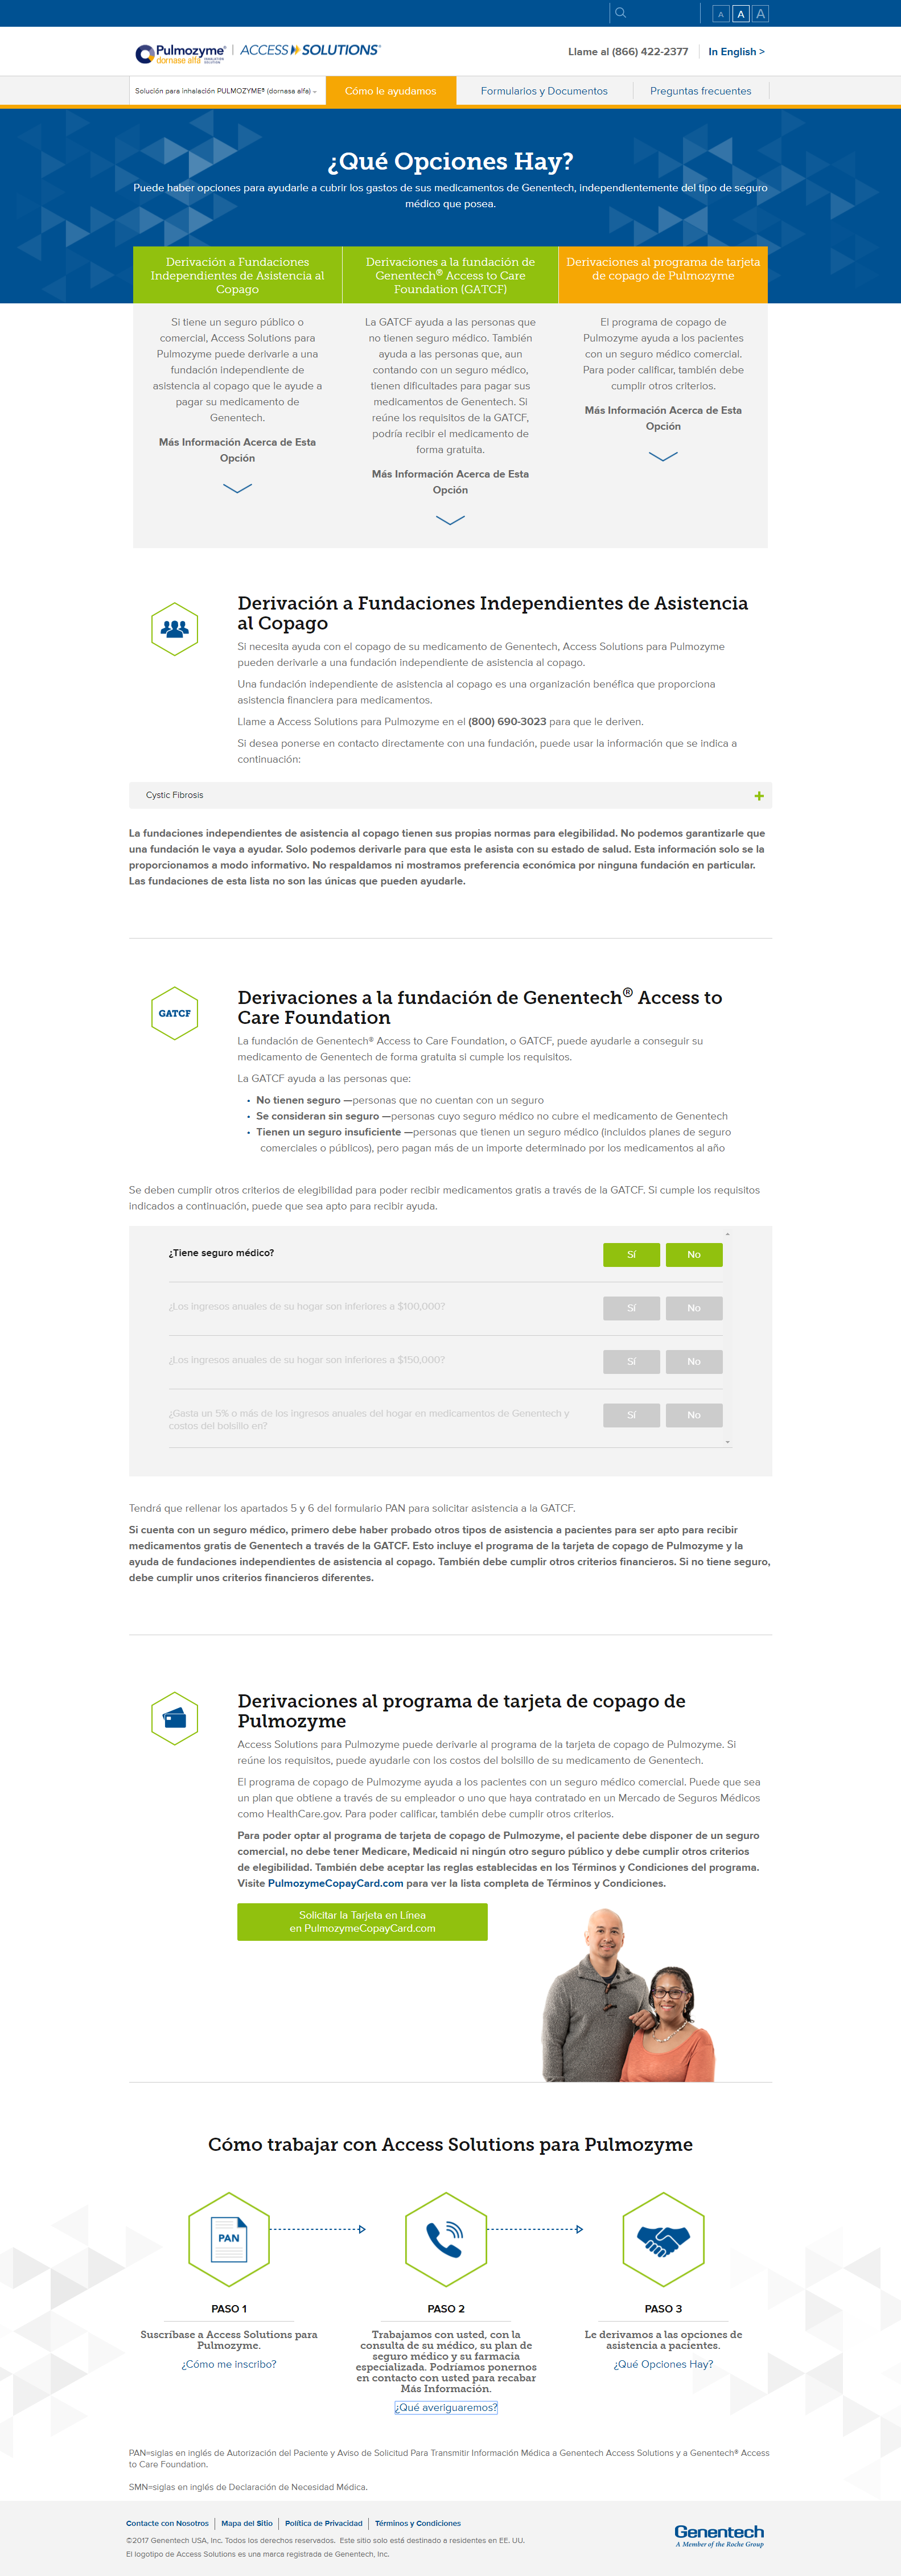 A A A
Pulmozyme® dornase alfa INHALATION SOLUTION | ACCESS SOLUTIONS®
Llame al (866) 422-2377 In English >
Solución para inhalación PULMOZYME® (dornasa alfa)
Cómo le ayudamos
Formularios y Documentos
Preguntas frecuentes
¿Qué Opciones Hay?
Puede haber opciones para ayudarle a cubrir los gastos de sus medicamentos de Genentech, independientemente del tipo de seguro
médico que posea.
Derivación a Fundaciones
Independientes de Asistencia al
Copago
Si tiene un seguro público o
comercial, Access Solutions para
Pulmozyme puede derivarle a una
fundación independiente de
asistencia al copago que le ayude a
pagar su medicamento de
Genentech.
Más Información Acerca de Esta
Opción
Derivaciones a la fundación de
Genentech® Access to Care
Foundation (GATCF)
La GATCF ayuda a las personas que
no tienen seguro médico. También
ayuda a las personas que, aun
contando con un seguro médico,
tienen dificultades para pagar sus
medicamentos de Genentech. Si
reúne los requisitos de la GATCF,
podría recibir el medicamento de
forma gratuita.
Más Información Acerca de Esta
Opción
Derivaciones al programa de tarjeta
de copago de Pulmozyme
El programa de copago de
Pulmozyme ayuda a los pacientes
con un seguro médico comercial.
Para poder calificar, también debe
cumplir otros criterios.
Más Información Acerca de Esta
Opción
Derivación a Fundaciones Independientes de Asistencia
al Copago
Si necesita ayuda con el copago de su medicamento de Genentech, Access Solutions para Pulmozyme
pueden derivarle a una fundación independiente de asistencia al copago.
Una fundación independiente de asistencia al copago es una organización benéfica que proporciona
asistencia financiera para medicamentos.
Llame a Access Solutions para Pulmozyme en el (800) 690-3023 para que le deriven.
Si desea ponerse en contacto directamente con una fundación, puede usar la información que se indica a
continuación:
Cystic Fibrosis +
La fundaciones independientes de asistencia al copago tienen sus propias normas para elegibilidad. No podemos garantizarle que
una fundación le vaya a ayudar. Solo podemos derivarle para que esta le asista con su estado de salud. Esta información solo se la
proporcionamos a modo informativo. No respaldamos ni mostramos preferencia económica por ninguna fundación en particular.
Las fundaciones de esta lista no son las únicas que pueden ayudarle.
GATCF
Derivaciones a la fundación de Genentech® Access to
Care Foundation
La fundación de Genentech® Access to Care Foundation, o GATCF, puede ayudarle a conseguir su
medicamento de Genentech de forma gratuita si cumple los requisitos.
La GATCF ayuda a las personas que:
• No tienen seguro —personas que no cuentan con un seguro
• Se consideran sin seguro —personas cuyo seguro médico no cubre el medicamento de Genentech
• Tienen un seguro insuficiente —personas que tienen un seguro médico (incluidos planes de seguro
comerciales o públicos), pero pagan más de un importe determinado por los medicamentos al año
Se deben cumplir otros criterios de elegibilidad para poder recibir medicamentos gratis a través de la GATCF. Si cumple los requisitos
indicados a continuación, puede que sea apto para recibir ayuda.
¿Tiene seguro médico? Sí No
¿Los ingresos anuales de su hogar son inferiores a $100,000? Sí No
¿Los ingresos anuales de su hogar son inferiores a $150,000? Sí No
¿Gasta un 5% o más de los ingresos anuales del hogar en medicamentos de Genentech y
costos del bolsillo en? Sí No
Tendrá que rellenar los apartados 5 y 6 del formulario PAN para solicitar asistencia a la GATCF.
Si cuenta con un seguro médico, primero debe haber probado otros tipos de asistencia a pacientes para ser apto para recibir
medicamentos gratis de Genentech a través de la GATCF. Esto incluye el programa de la tarjeta de copago de Pulmozyme y la
ayuda de fundaciones independientes de asistencia al copago. También debe cumplir otros criterios financieros. Si no tiene seguro,
debe cumplir unos criterios financieros diferentes.
Derivaciones al programa de tarjeta de copago de
Pulmozyme
Access Solutions para Pulmozyme puede derivarle al programa de la tarjeta de copago de Pulmozyme. Si
reúne los requisitos, puede ayudarle con los costos del bolsillo de su medicamento de Genentech.
El programa de copago de Pulmozyme ayuda a los pacientes con un seguro médico comercial. Puede que sea
un plan que obtiene a través de su empleador o uno que haya contratado en un Mercado de Seguros Médicos
como HealthCare.gov. Para poder calificar, también debe cumplir otros criterios.
Para poder optar al programa de tarjeta de copago de Pulmozyme, el paciente debe disponer de un seguro
comercial, no debe tener Medicare, Medicaid ni ningún otro seguro público y debe cumplir otros criterios
de elegibilidad. También debe aceptar las reglas establecidas en los Términos y Condiciones del programa.
Visite PulmozymeCopayCard.com para ver la lista completa de Términos y Condiciones.
Solicitar la Tarjeta en Línea
en PulmozymeCopayCard.com
Cómo trabajar con Access Solutions para Pulmozyme
PAN
PASO 1
Suscríbase a Access Solutions para
Pulmozyme.
¿Cómo me inscribo?
PASO 2
Trabajamos con usted, con la
consulta de su médico, su plan de
seguro médico y su farmacia
especializada. Podríamos ponernos
en contacto con usted para recabar
Más Información.
¿Qué averiguaremos?
PASO 3
Le derivamos a las opciones de
asistencia a pacientes.
¿Qué Opciones Hay?
PAN=siglas en inglés de Autorización del Paciente y Aviso de Solicitud Para Transmitir Información Médica a Genentech Access Solutions y a Genentech® Access
to Care Foundation.
SMN=siglas en inglés de Declaración de Necesidad Médica.
Contacte con Nosotros | Mapa del Sitio | Política de Privacidad | Términos y Condiciones
©2017 Genentech USA, Inc. Todos los derechos reservados. Este sitio solo está destinado a residentes en EE. UU.
El logotipo de Access Solutions es una marca registrada de Genentech, Inc.
Genentech
A Member of the Roche Group